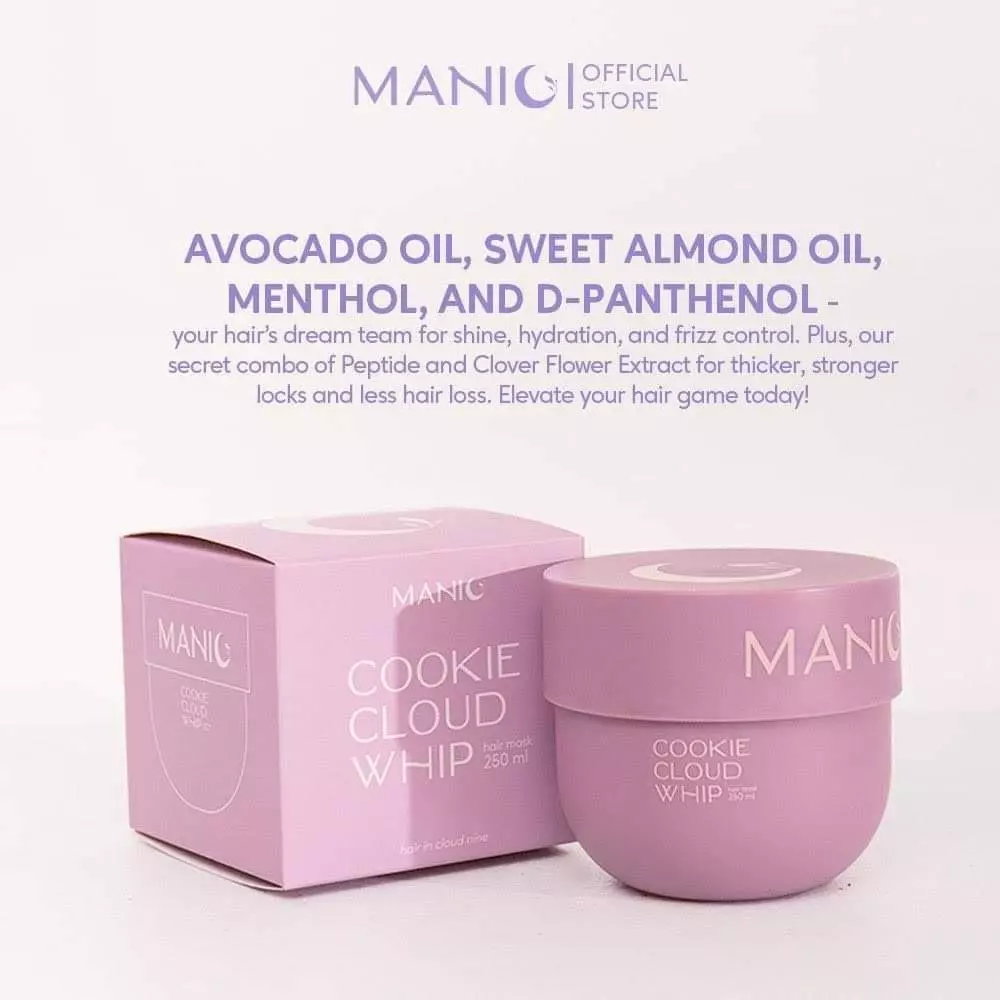 MANIC
OFFICIAL
STORE
AVOCADO OIL, SWEET ALMOND OIL,
MENTHOL, AND D-PANTHENOL -
your hair's dream team for shine, hydration, and frizz control. Plus, our
secret combo of Peptide and Clover Flower Extract for thicker, stronger
locks and less hair loss. Elevate your hair game today!
MANIC
COOKIE
CLOUD
WHIP
MANIC
COOKIE
CLOUD
WHIP hair mask
250 ml
hair in cloud nine
MANIC
COOKIE
CLOUD
WHIP hair mask
250 ml